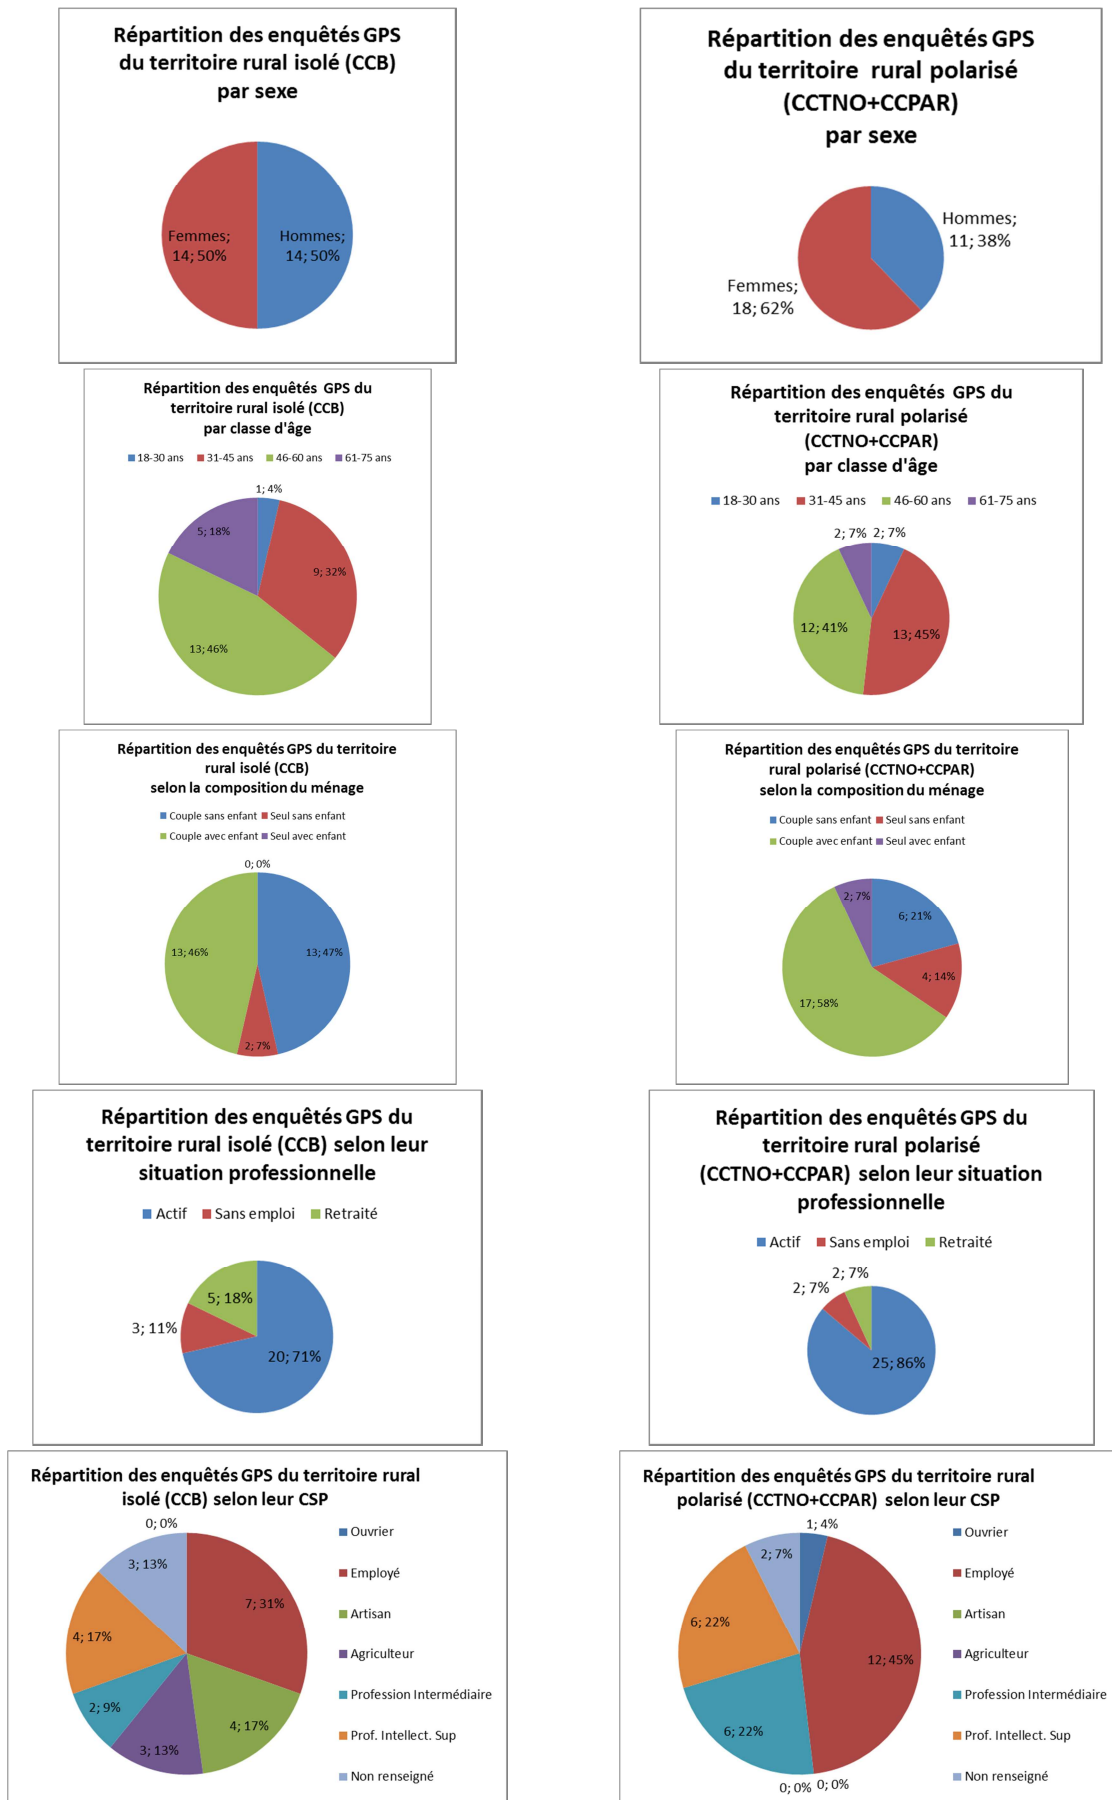 Répartition des enquêtés GPS
du territoire rural isolé (CCB)
par sexe
Femmes;
14; 50%
Hommes;
14; 50%
Répartition des enquêtés GPS
du territoire rural polarisé
(CCTNO+CCPAR)
par sexe
Hommes;
11; 38%
Femmes;
18; 62%
Répartition des enquêtés GPS du
territoire rural isolé (CCB)
par classe d'âge
18-30 ans 31-45 ans 46-60 ans 61-75 ans
1; 4%
5; 18%
9; 32%
13; 46%
Répartition des enquêtés GPS du
territoire rural polarisé
(CCTNO+CCPAR)
par classe d'âge
18-30 ans 31-45 ans 46-60 ans 61-75 ans
2; 7% 2; 7%
12; 41% 13; 45%
Répartition des enquêtés GPS du territoire
rural isolé (CCB)
selon la composition du ménage
Couple sans enfant Seul sans enfant
Couple avec enfant Seul avec enfant
0; 0%
13; 46% 13; 47%
2; 7%
Répartition des enquêtés GPS du territoire
rural polarisé (CCTNO+CCPAR)
selon la composition du ménage
Couple sans enfant Seul sans enfant
Couple avec enfant Seul avec enfant
2; 7%
6; 21%
4; 14%
17; 58%
Répartition des enquêtés GPS du
territoire rural isolé (CCB) selon leur
situation professionnelle
Actif Sans emploi Retraité
5; 18%
3; 11%
20; 71%
Répartition des enquêtés GPS du
territoire rural polarisé
(CCTNO+CCPAR) selon leur situation
professionnelle
Actif Sans emploi Retraité
2; 7%
2; 7%
25; 86%
Répartition des enquêtés GPS du territoire rural
isolé (CCB) selon leur CSP
0; 0%
3; 13%
7; 31%
4; 17%
2; 9%
4; 17%
3; 13%
Ouvrier
Employé
Artisan
Agriculteur
Profession Intermédiaire
Prof. Intellect. Sup
Non renseigné
Répartition des enquêtés GPS du territoire rural
polarisé (CCTNO+CCPAR) selon leur CSP
1; 4%
2; 7%
6; 22%
12; 45%
6; 22%
0; 0% 0; 0%
Ouvrier
Employé
Artisan
Agriculteur
Profession Intermédiaire
Prof. Intellect. Sup
Non renseigné